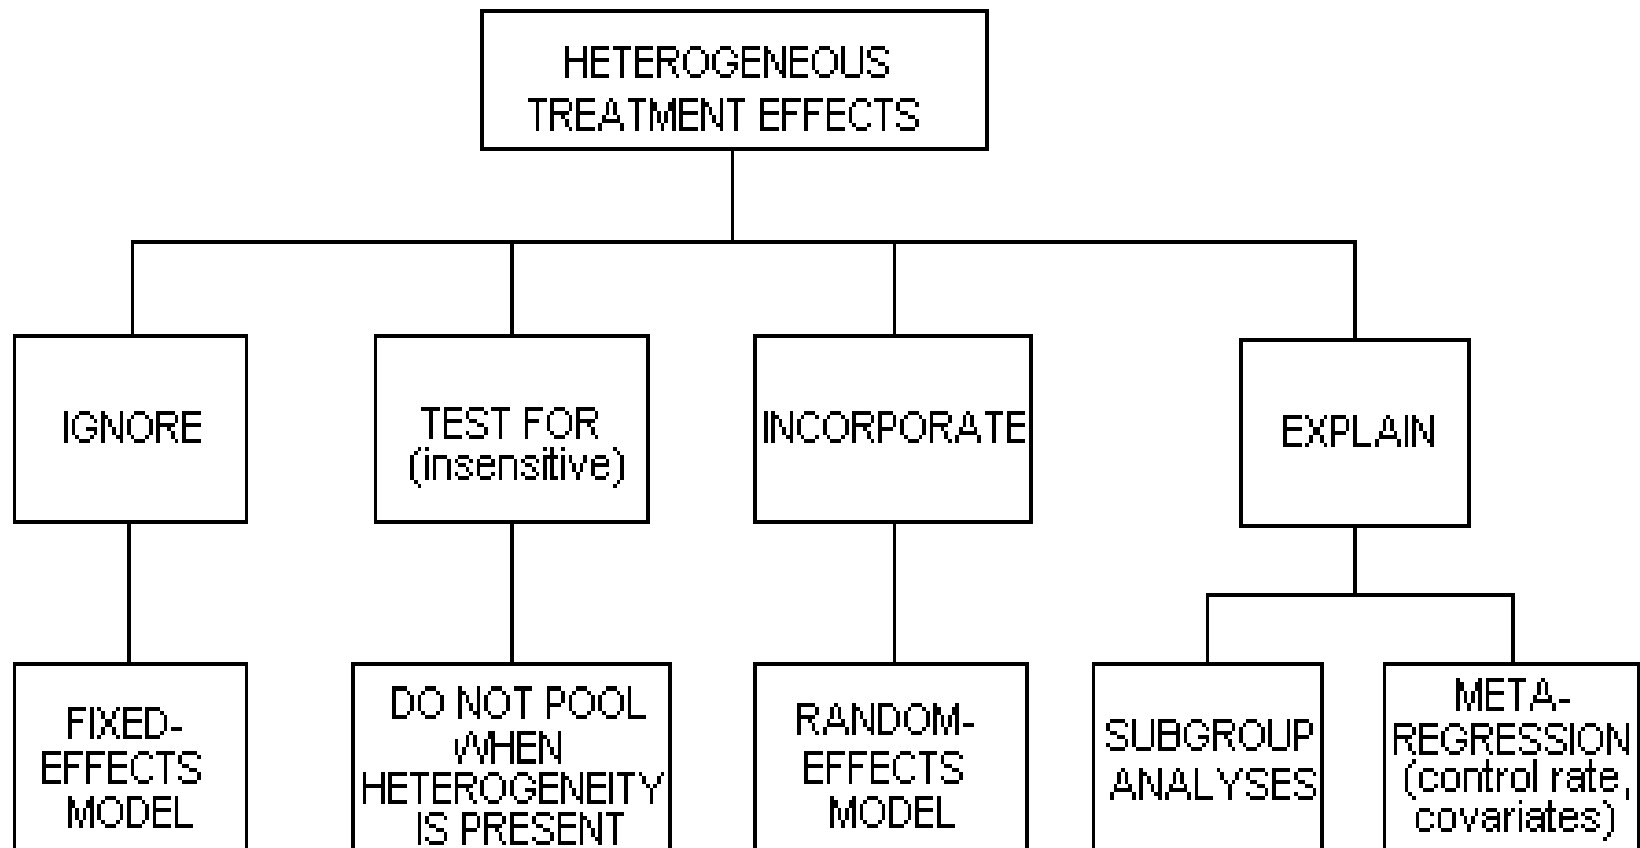 HETEROGENEOUS
TREATMENT EFFECTS
IGNORE
TEST FOR
(insensitive)
INCORPORATE
EXPLAIN
FIXED-
EFFECTS
MODEL
DO NOT POOL
WHEN
HETEROGENEITY
IS PRESENT
RANDOM-
EFFECTS
MODEL
SUBGROUP
ANALYSES
META-
REGRESSION
(control rate,
covariates)